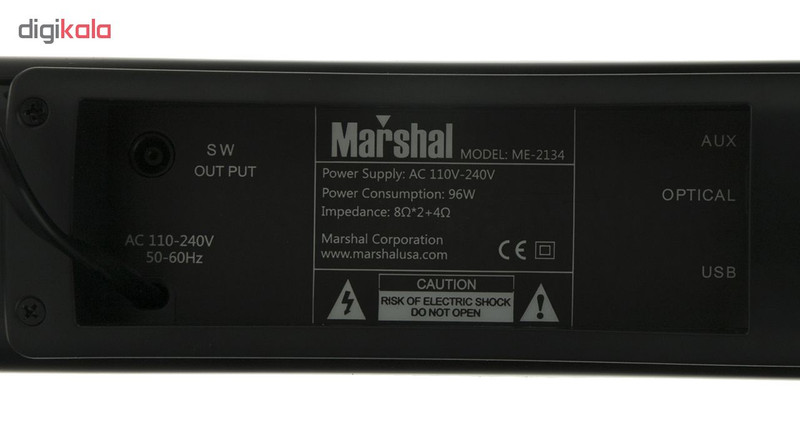 digikala
SW
OUT PUT
AC 110-240V
50-60Hz
Marshal MODEL: ME-2134
Power Supply: AC 110V-240V
Power Consumption: 96W
Impedance: 8Ω*2+4Ω
Marshal Corporation
www.marshalusa.com
CE
CAUTION
RISK OF ELECTRIC SHOCK
DO NOT OPEN
AUX
OPTICAL
USB